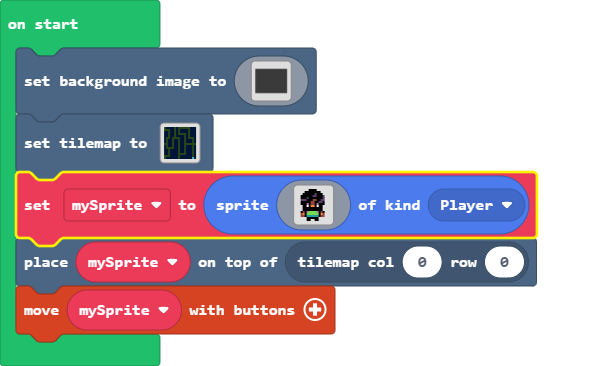 on start
set background image to
set tilemap to
set mySprite to sprite of kind Player
place mySprite on top of tilemap col 0 row 0
move mySprite with buttons